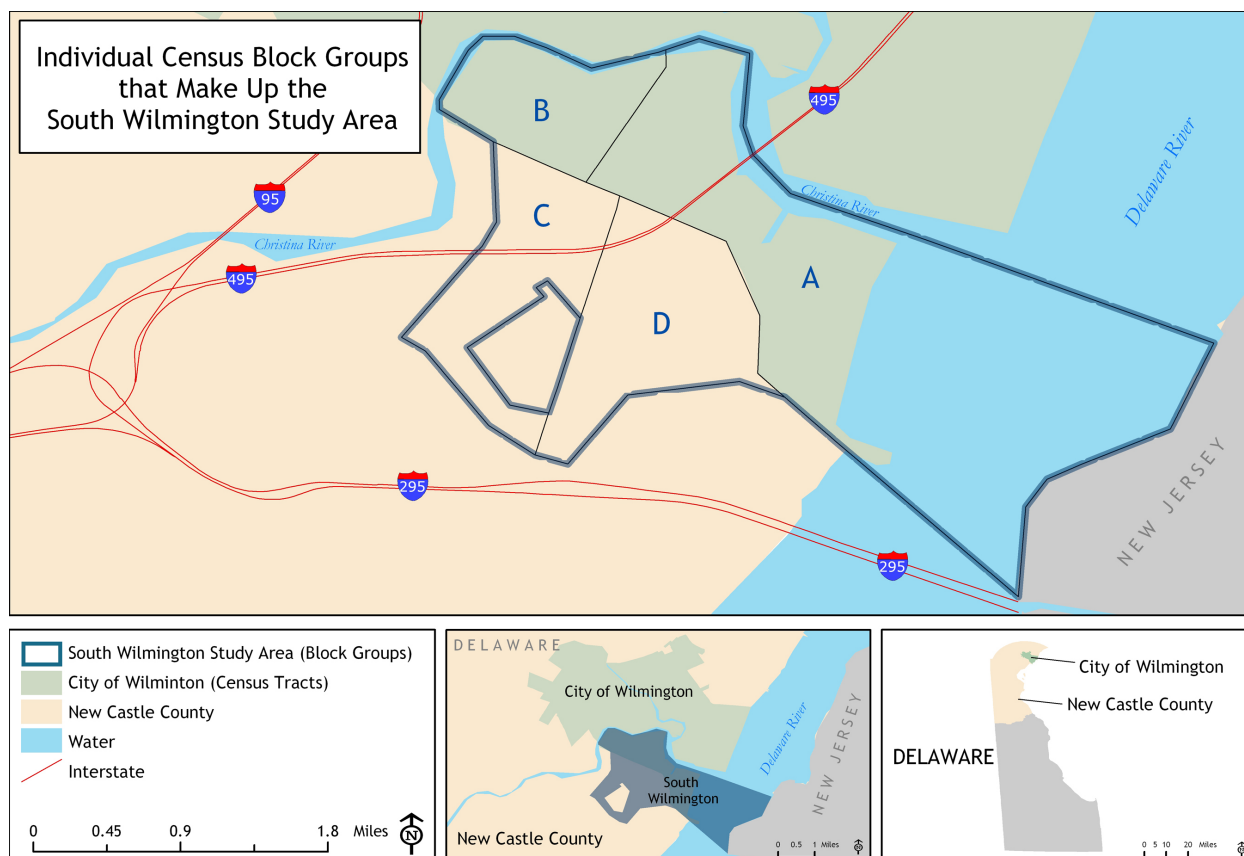 Individual Census Block Groups
that Make Up the
South Wilmington Study Area
B
495
Delaware River
95
C
Christina River
Christina River
495
A
D
NEW JERSEY
295
295
South Wilmington Study Area (Block Groups)
City of Wilminton (Census Tracts)
New Castle County
Water
Interstate
0 0.45 0.9 1.8 Miles
N
DELAWARE
City of Wilmington
Delaware River
NEW JERSEY
South
Wilmington
New Castle County
0 0.5 1 Miles
City of Wilmington
New Castle County
DELAWARE
0 5 10 20 Miles